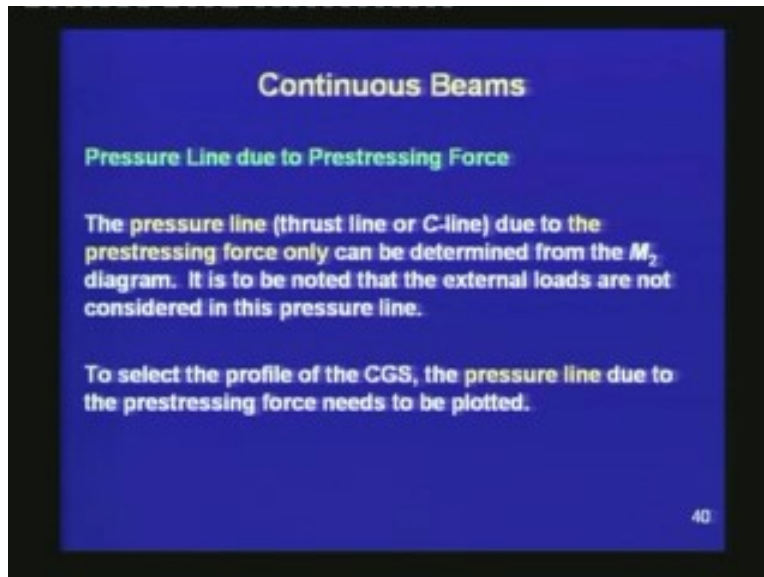 Continuous Beams
Pressure Line due to Prestressing Force
The pressure line (thrust line or C-line) due to the
prestressing force only can be determined from the M₂
diagram. It is to be noted that the external loads are not
considered in this pressure line.
To select the profile of the CGS, the pressure line due to
the prestressing force needs to be plotted.
40